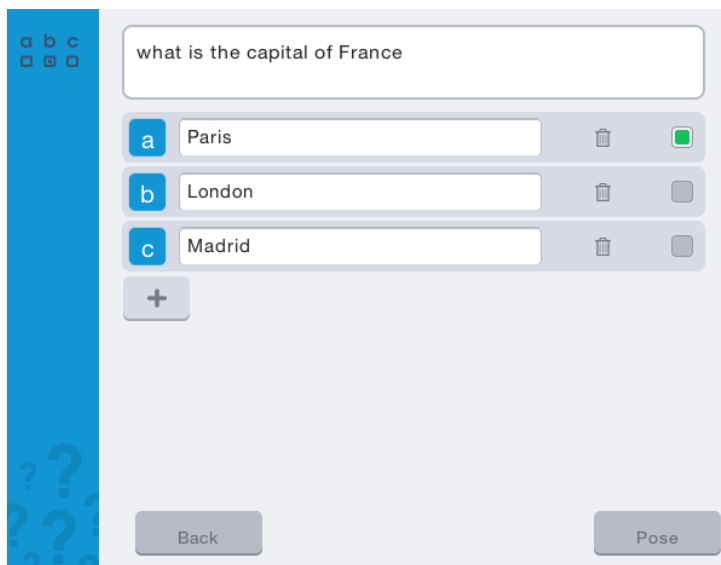 a b c
what is the capital of France
a Paris
b London
c Madrid
+
? ?
? ? ?
? ?
Back Pose